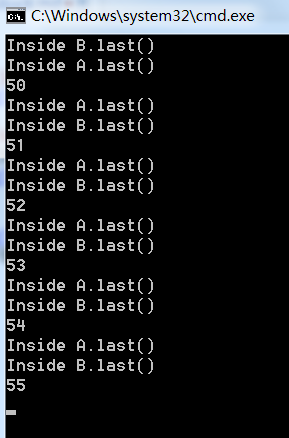 C:\Windows\system32\cmd.exe
Inside B.last()
Inside A.last()
50
Inside A.last()
Inside B.last()
51
Inside A.last()
Inside B.last()
52
Inside A.last()
Inside B.last()
53
Inside A.last()
Inside B.last()
54
Inside A.last()
Inside B.last()
55